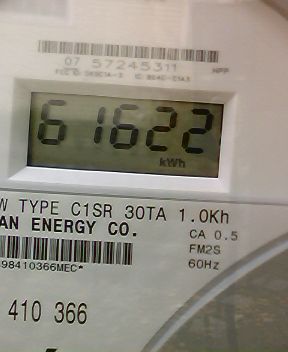 07 57245311
NPP
61622
kWh
W TYPE C1SR 30TA 1.0Kh
AN ENERGY CO.
CA 0.5
FM2S
60Hz
98410366MEC*
410 366